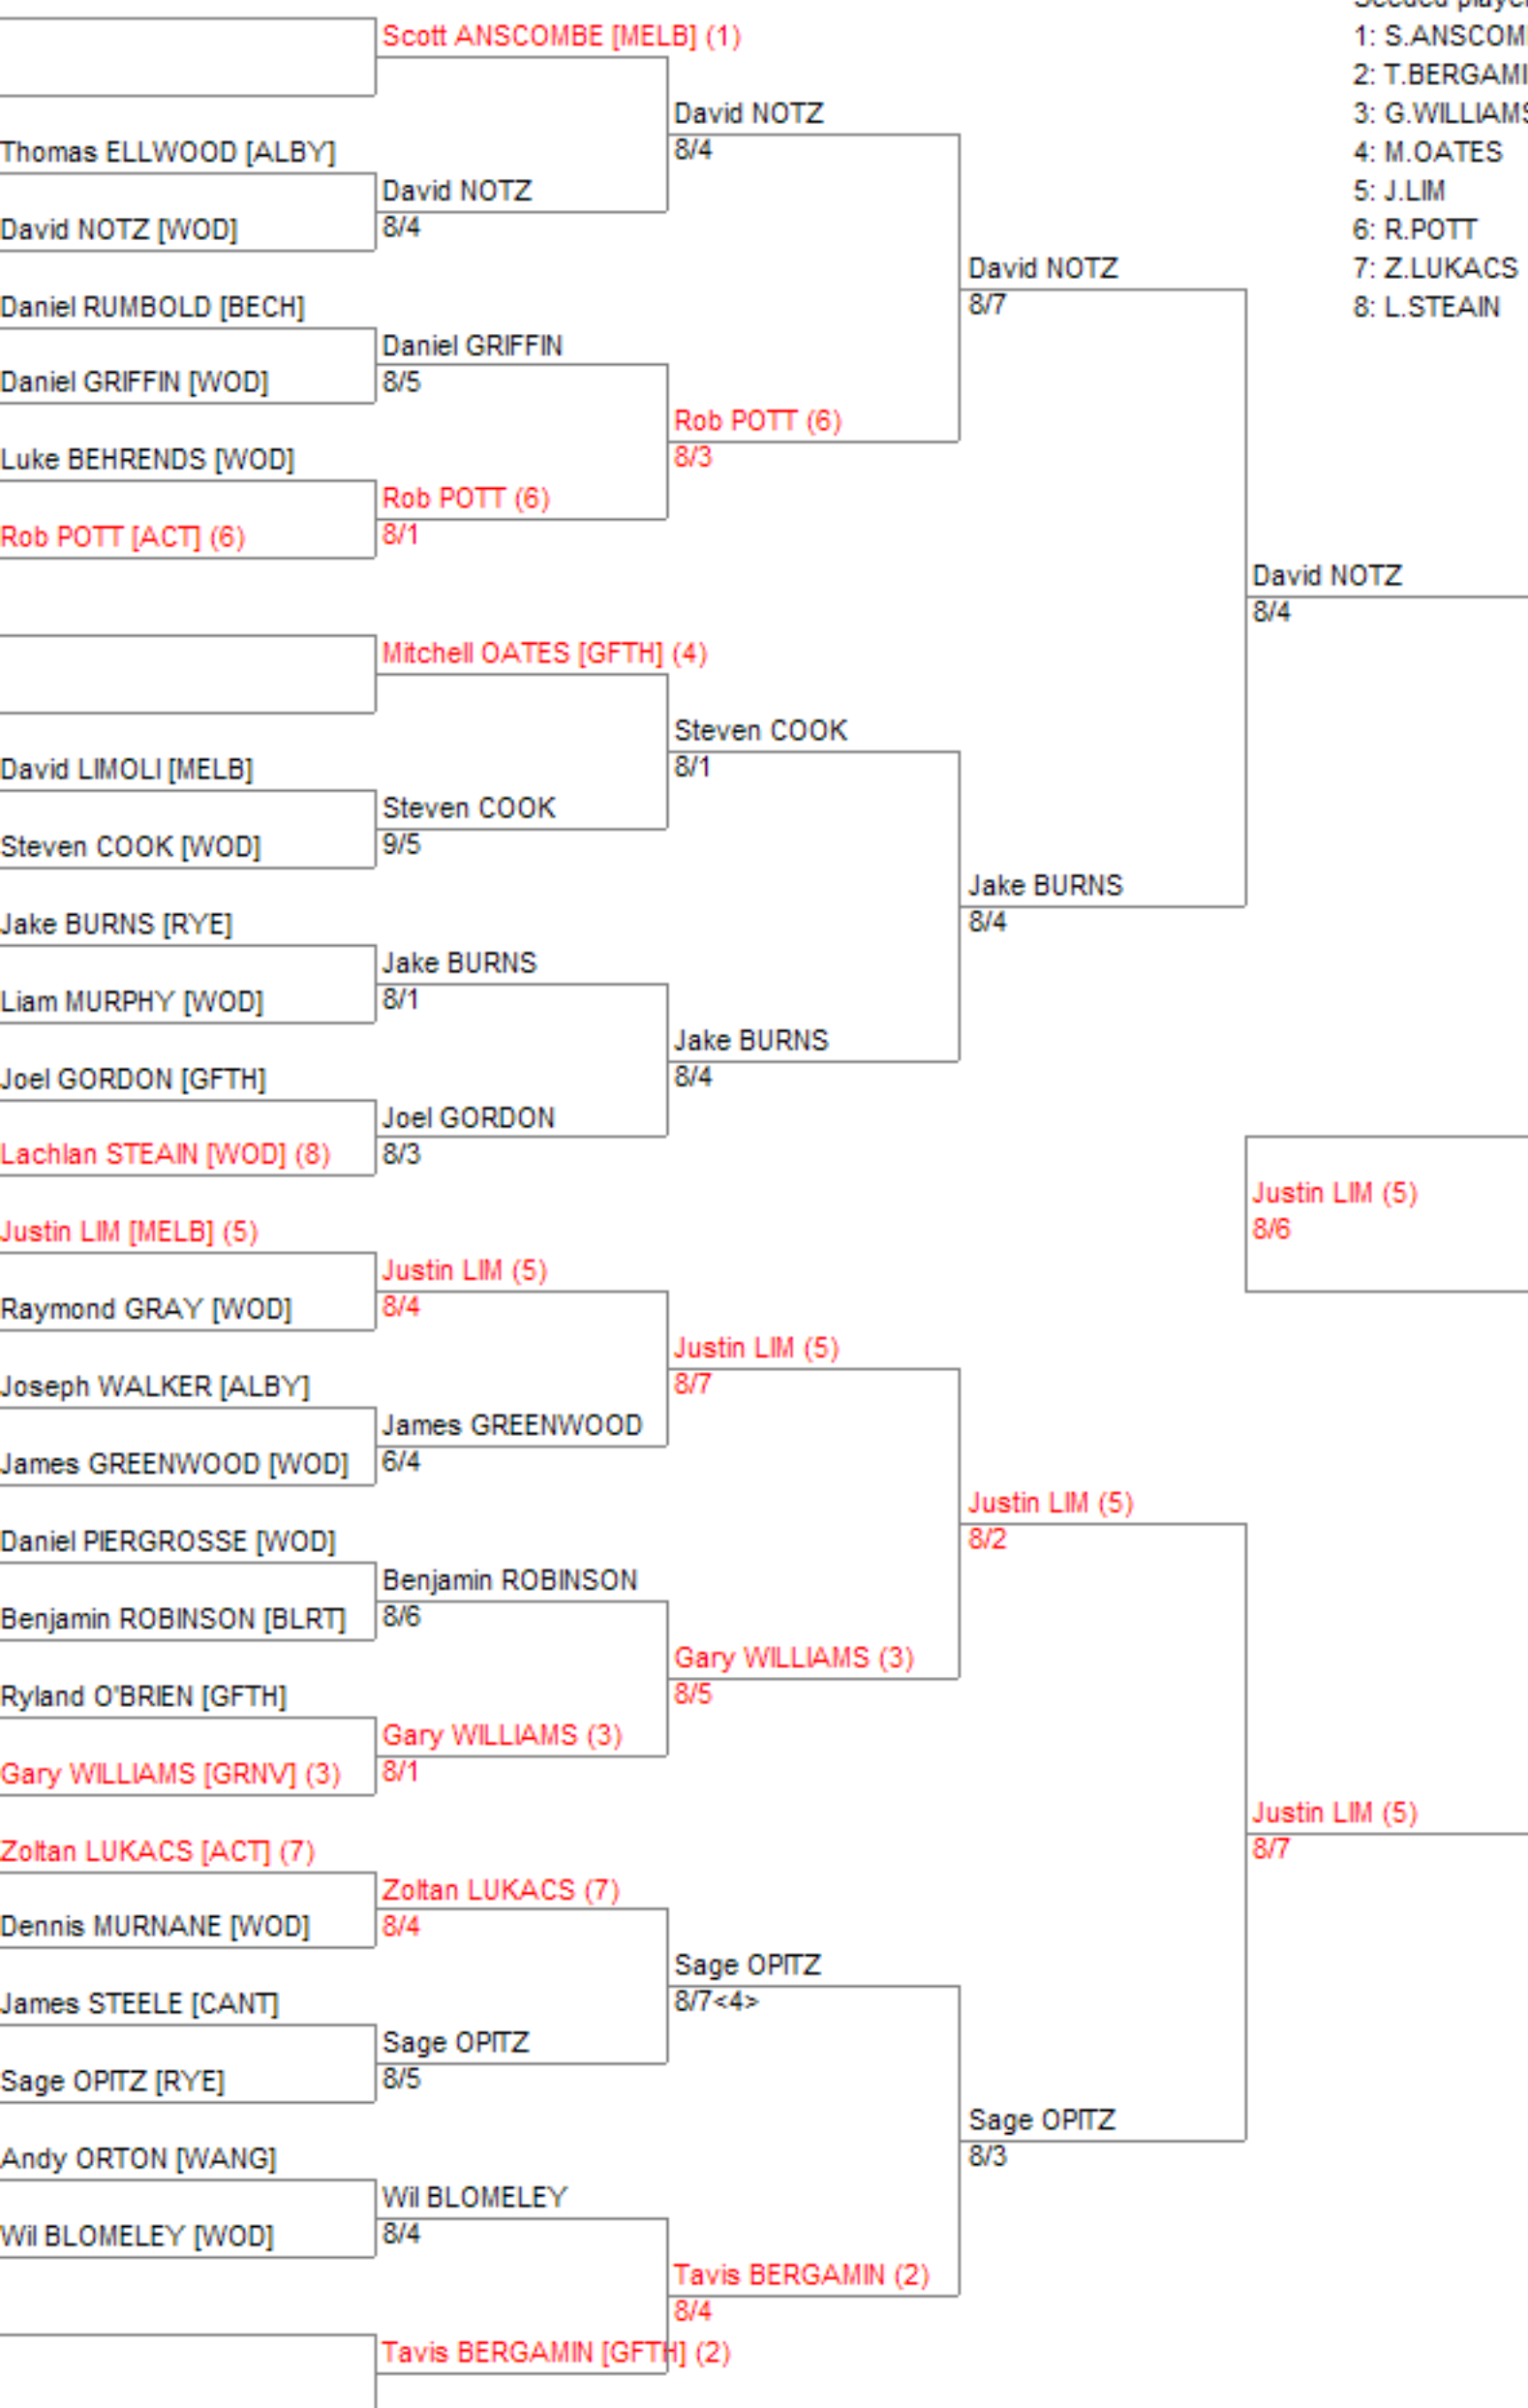 Seeded player
1: S.ANSCOM
2: T.BERGAMI
3: G.WILLIAMS
4: M.OATES
5: J.LIM
6: R.POTT
7: Z.LUKACS
8: L.STEAIN
Thomas ELLWOOD [ALBY]
David NOTZ [WOD]
Daniel RUMBOLD [BECH]
Daniel GRIFFIN [WOD]
Luke BEHRENDS [WOD]
Rob POTT [ACT] (6)
David LIMOLI [MELB]
Steven COOK [WOD]
Jake BURNS [RYE]
Liam MURPHY [WOD]
Joel GORDON [GFTH]
Lachlan STEAIN [WOD] (8)
Justin LIM [MELB] (5)
Raymond GRAY [WOD]
Joseph WALKER [ALBY]
James GREENWOOD [WOD]
Daniel PIERGROSSE [WOD]
Benjamin ROBINSON [BLRT]
Ryland O'BRIEN [GFTH]
Gary WILLIAMS [GRNV] (3)
Zoltan LUKACS [ACT] (7)
Dennis MURNANE [WOD]
James STEELE [CANT]
Sage OPITZ [RYE]
Andy ORTON [WANG]
Wil BLOMELEY [WOD]
Scott ANSCOMBE [MELB] (1)
David NOTZ
8/4
Daniel GRIFFIN
8/5
Rob POTT (6)
8/1
Mitchell OATES [GFTH] (4)
Steven COOK
9/5
Jake BURNS
8/1
Joel GORDON
8/3
Justin LIM (5)
8/4
James GREENWOOD
6/4
Benjamin ROBINSON
8/6
Gary WILLIAMS (3)
8/1
Zoltan LUKACS (7)
8/4
Sage OPITZ
8/5
Wil BLOMELEY
8/4
Tavis BERGAMIN [GFTH] (2)
David NOTZ
8/4
Rob POTT (6)
8/3
Steven COOK
8/1
Jake BURNS
8/4
Justin LIM (5)
8/7
Gary WILLIAMS (3)
8/5
Sage OPITZ
8/7<4>
Tavis BERGAMIN (2)
8/4
David NOTZ
8/7
Jake BURNS
8/4
Justin LIM (5)
8/2
Sage OPITZ
8/3
David NOTZ
8/4
Justin LIM (5)
8/6
Justin LIM (5)
8/7